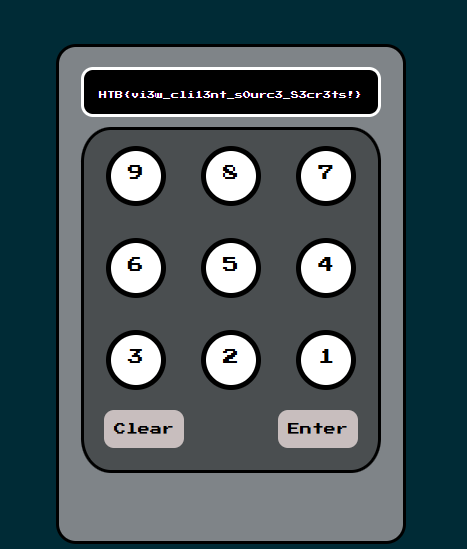 HTB{vi3w_cli13nt_s0urc3_S3cr3ts!}
9 8 7
6 5 4
3 2 1
Clear Enter